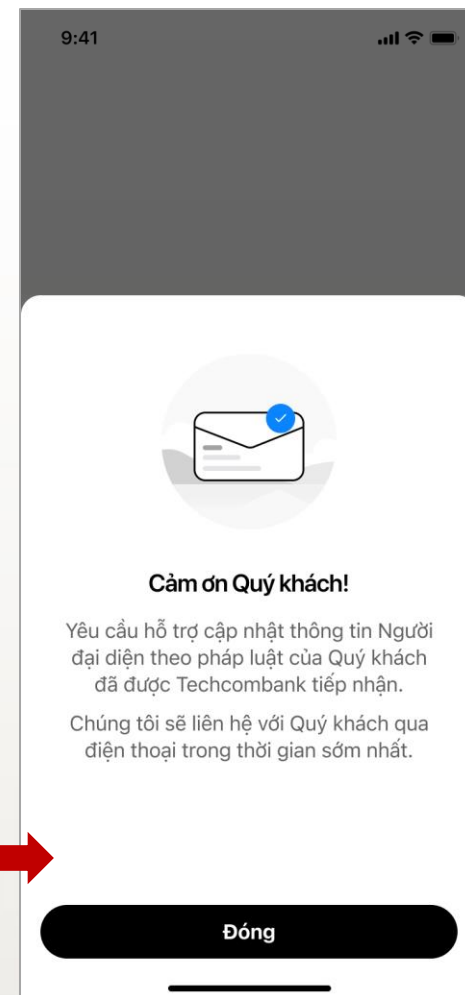 9:41
Cảm ơn Quý khách!
Yêu cầu hỗ trợ cập nhật thông tin Người
đại diện theo pháp luật của Quý khách
đã được Techcombank tiếp nhận.
Chúng tôi sẽ liên hệ với Quý khách qua
điện thoại trong thời gian sớm nhất.
Đóng